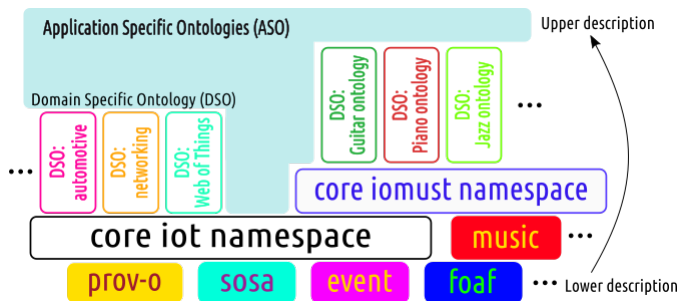 Application Specific Ontologies (ASO)
Upper description
Domain Specific Ontology (DSO)
DSO:
Guitar ontology
DSO:
Piano ontology
DSO:
Jazz ontology
...
...
DSO:
automotive
DSO:
networking
DSO:
Web of Things
core iomust namespace
core iot namespace
music
...
prov-o
sosa
event
foaf
...
Lower description